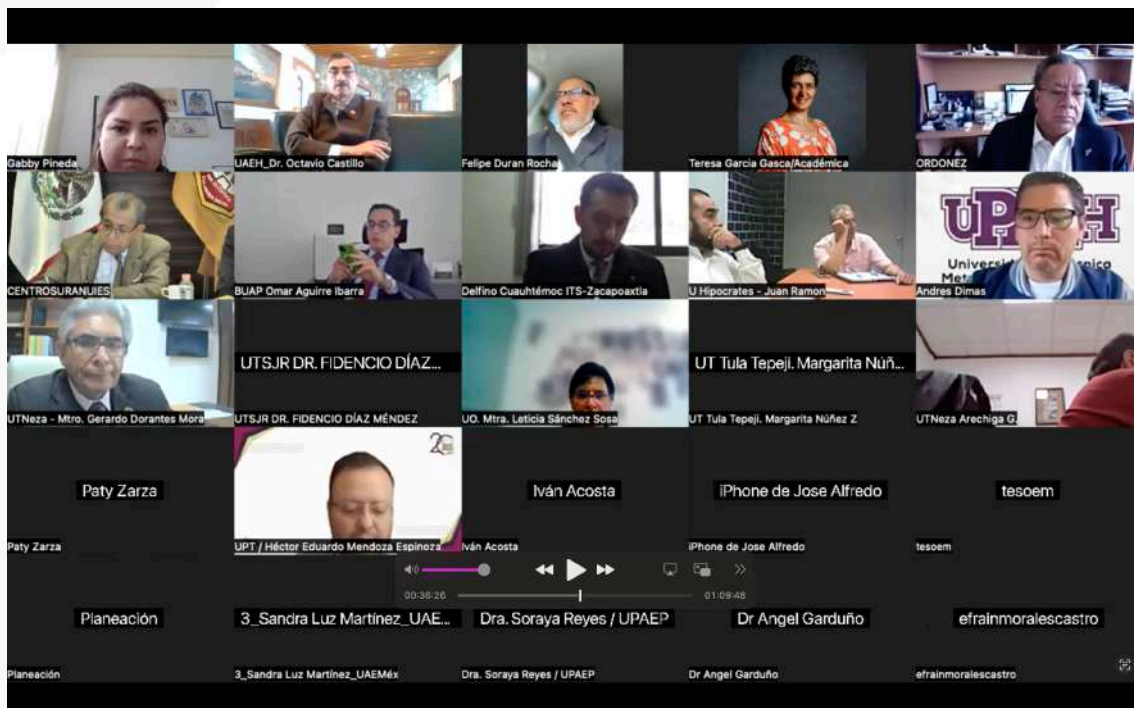 Gabby Pineda
UAEH_Dr. Octavio Castillo
Felipe Duran Rocha
Teresa García Gasca/Académica
ORDONEZ
CENTROSURANUIES
BUAP Omar Aguirre Ibarra
Delfino Cuauhtémoc ITS-Zacapoaxtla
U Hipocrates - Juan Ramon
Andres Dimas
UTNeza - Mtro. Gerardo Dorantes Mora
UTSJR DR. FIDENCIO DÍAZ...
UTSJR DR. FIDENCIO DÍAZ MÉNDEZ
UO. Mtra. Leticia Sánchez Sosa
UT Tula Tepeji. Margarita Núñ...
UT Tula Tepeji. Margarita Núñez Z
UTNeza Arechiga G.
Paty Zarza
Paty Zarza
UPT / Héctor Eduardo Mendoza Espinoza
Iván Acosta
Iván Acosta
iPhone de Jose Alfredo
iPhone de Jose Alfredo
tesoem
tesoem
00:36:26
01:09:48
Planeación
Planeación
3_Sandra Luz Martínez_UAE...
3_Sandra Luz Martínez_UAEMéx
Dra. Soraya Reyes / UPAEP
Dra. Soraya Reyes / UPAEP
Dr Angel Garduño
Dr Angel Garduño
efrainmoralescastro
efrainmoralescastro